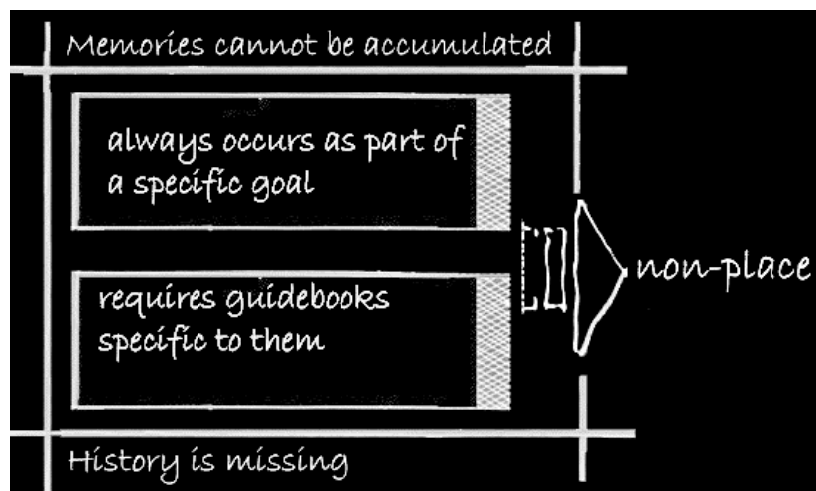 Memories cannot be accumulated
always occurs as part of
a specific goal
requires guidebooks
specific to them
non-place
History is missing